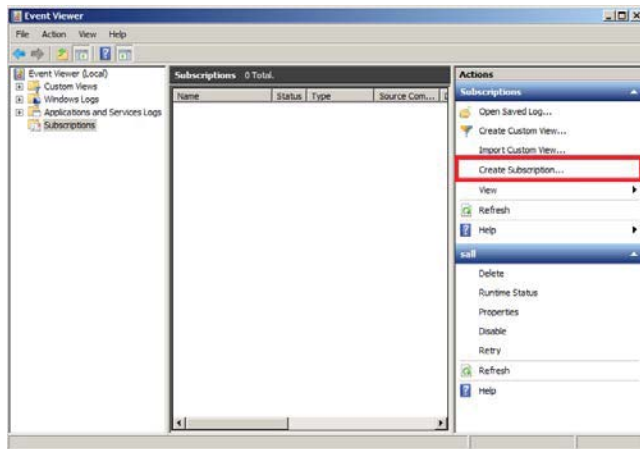 Event Viewer
File Action View Help
Event Viewer (Local)
Custom Views
Windows Logs
Applications and Services Logs
Subscriptions
Subscriptions 0 Total.
Name Status Type Source Com...
Actions
Subscriptions
Open Saved Log...
Create Custom View...
Import Custom View...
Create Subscription...
View
Refresh
Help
sall
Delete
Runtime Status
Properties
Disable
Retry
Refresh
Help